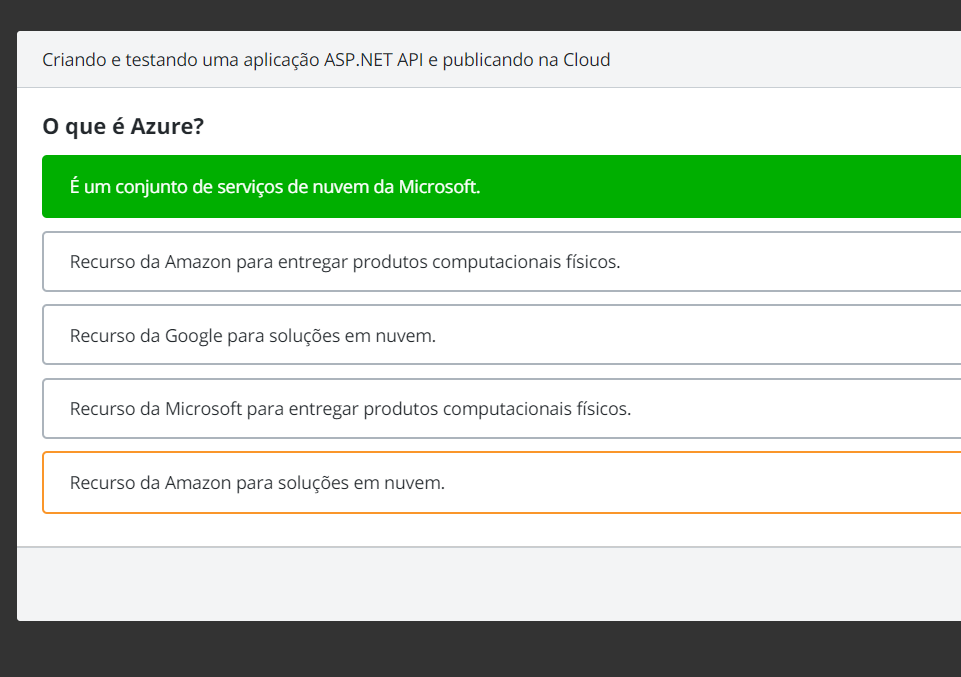 Criando e testando uma aplicação ASP.NET API e publicando na Cloud
O que é Azure?
É um conjunto de serviços de nuvem da Microsoft.
Recurso da Amazon para entregar produtos computacionais físicos.
Recurso da Google para soluções em nuvem.
Recurso da Microsoft para entregar produtos computacionais físicos.
Recurso da Amazon para soluções em nuvem.